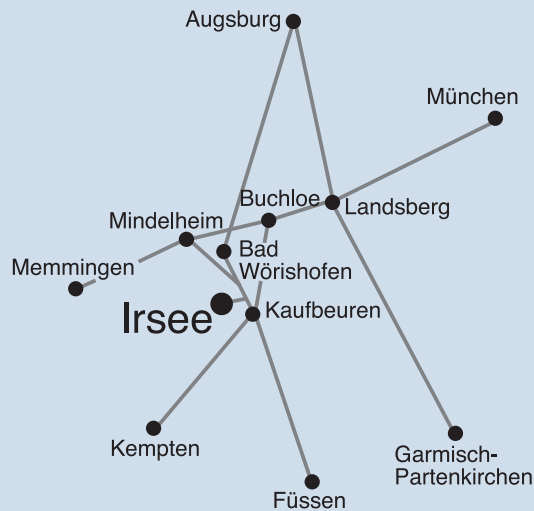 Augsburg
München
Buchloe
Landsberg
Mindelheim
Bad
Wörishofen
Memmingen
Irsee
Kaufbeuren
Kempten
Garmisch-
Partenkirchen
Füssen